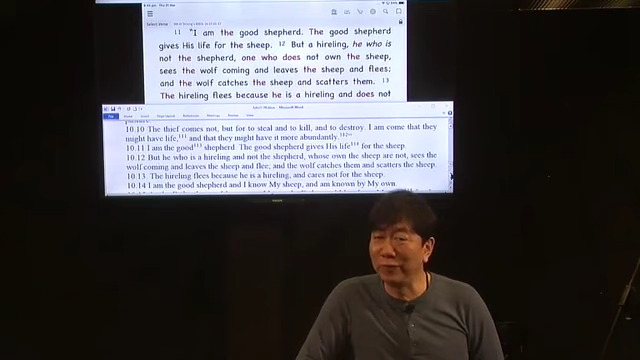 Select Verse
11 "I am the good shepherd. The good shepherd
gives His life for the sheep. 12 But a hireling, he who is
not the shepherd, one who does not own the sheep,
sees the wolf coming and leaves the sheep and flees;
and the wolf catches the sheep and scatters them. 13
The hireling flees because he is a hireling and does not
10.10 The thief comes not, but for to steal and to kill, and to destroy. I am come that they
might have life, and that they might have it more abundantly.
10.11 I am the good shepherd. The good shepherd gives His life for the sheep.
10.12 But he who is a hireling and not the shepherd, whose own the sheep are not, sees the
wolf coming and leaves the sheep and flee; and the wolf catches them and scatters the sheep.
10.13. The hireling flees because he is a hireling, and cares not for the sheep.
10.14 I am the good shepherd and I know My sheep, and am known by My own